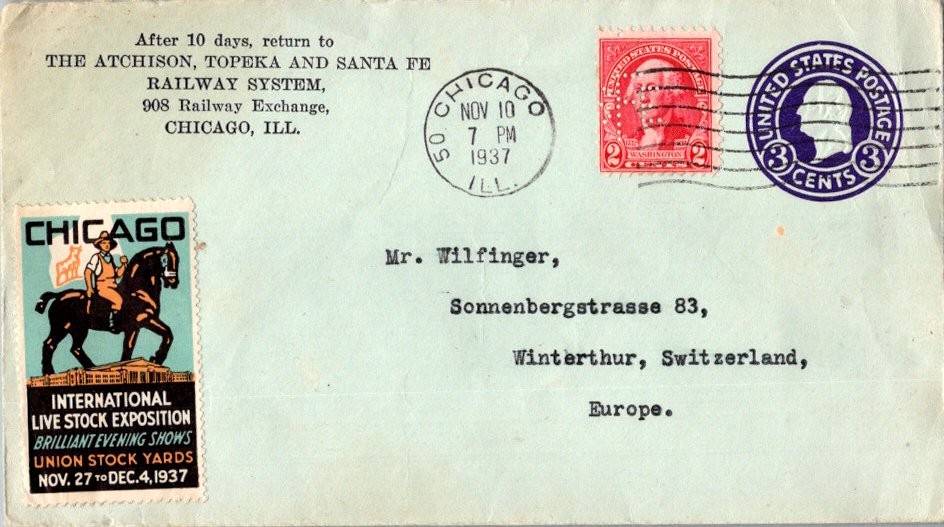 After 10 days, return to
THE ATCHISON, TOPEKA AND SANTA FE
RAILWAY SYSTEM,
908 Railway Exchange,
CHICAGO, ILL.
50 CHICAGO
NOV 10
7 PM
1937
ILL.
UNITED STATES POSTAGE
2 WASHINGTON 2
CENTS
UNITED STATES POSTAGE
3 3
CENTS
Mr. Wilfinger,
Sonnenbergstrasse 83,
Winterthur, Switzerland,
Europe.
CHICAGO
INTERNATIONAL
LIVE STOCK EXPOSITION
BRILLIANT EVENING SHOWS
UNION STOCK YARDS
NOV. 27 TO DEC. 4, 1937